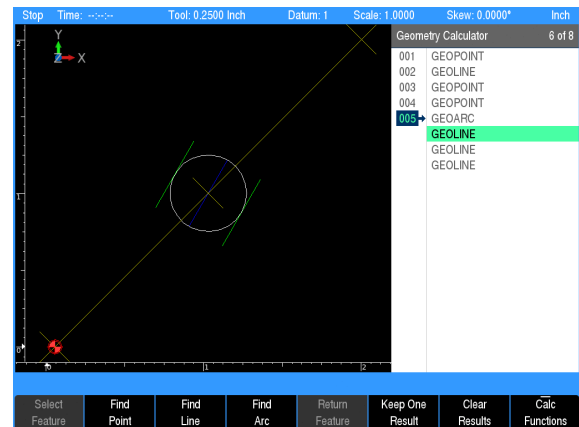 Stop Time: --:--:-- Tool: 0.2500 Inch Datum: 1 Scale: 1.0000 Skew: 0.0000° Inch
Geometry Calculator 6 of 8
001 GEOPOINT
002 GEOLINE
003 GEOPOINT
004 GEOPOINT
005 GEOARC
GEOLINE
GEOLINE
GEOLINE
Y
Z X
2
1
0
0 1 2
Select Feature
Find Point
Find Line
Find Arc
Return Feature
Keep One Result
Clear Results
Calc Functions